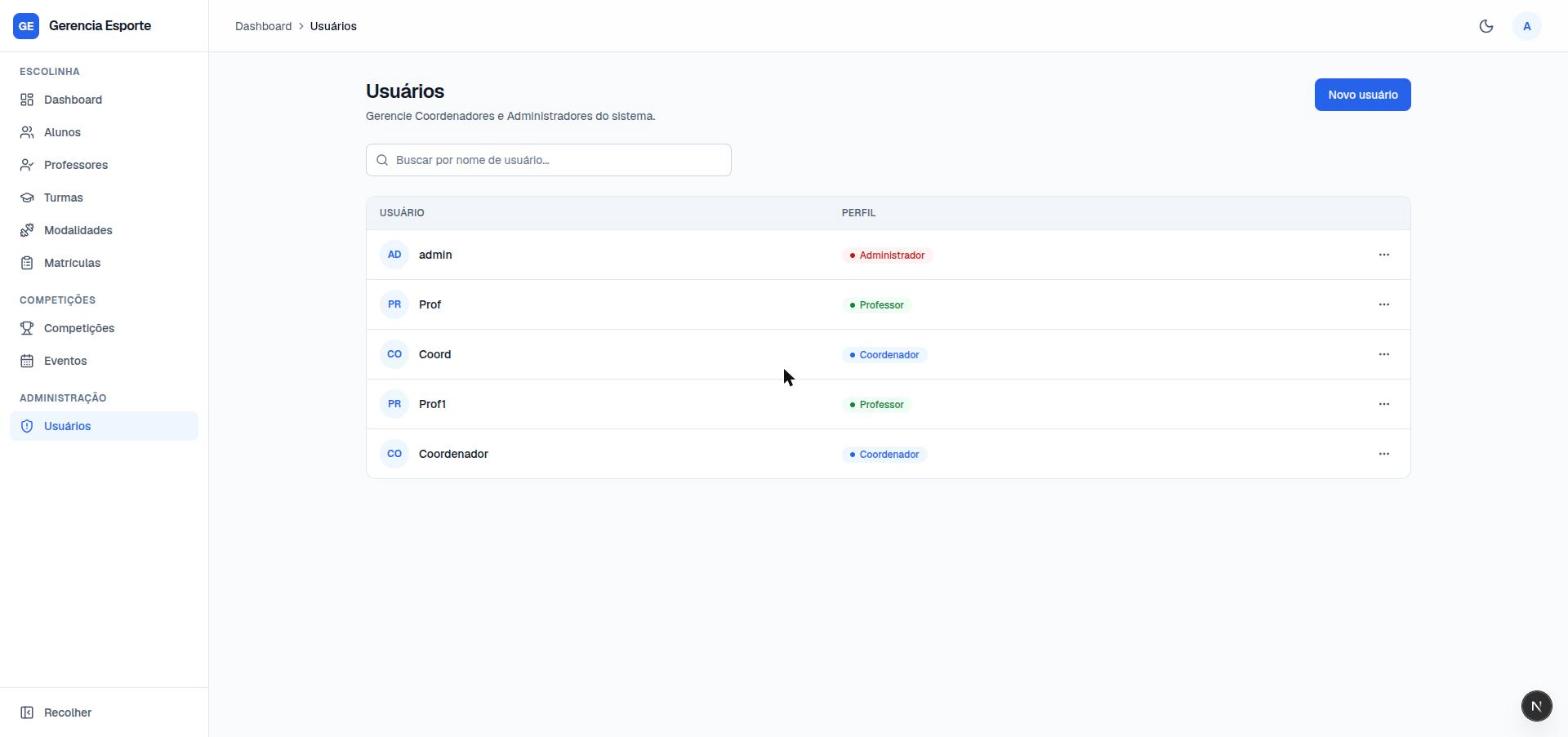 GE Gerencia Esporte
Dashboard > Usuários
A
ESCOLINHA
Dashboard
Alunos
Professores
Turmas
Modalidades
Matrículas
COMPETIÇÕES
Competições
Eventos
ADMINISTRAÇÃO
Usuários
Recolher
Usuários
Gerencie Coordenadores e Administradores do sistema.
Novo usuário
Buscar por nome de usuário...
USUÁRIO PERFIL
AD admin Administrador
PR Prof Professor
CO Coord Coordenador
PR Prof1 Professor
CO Coordenador Coordenador
N